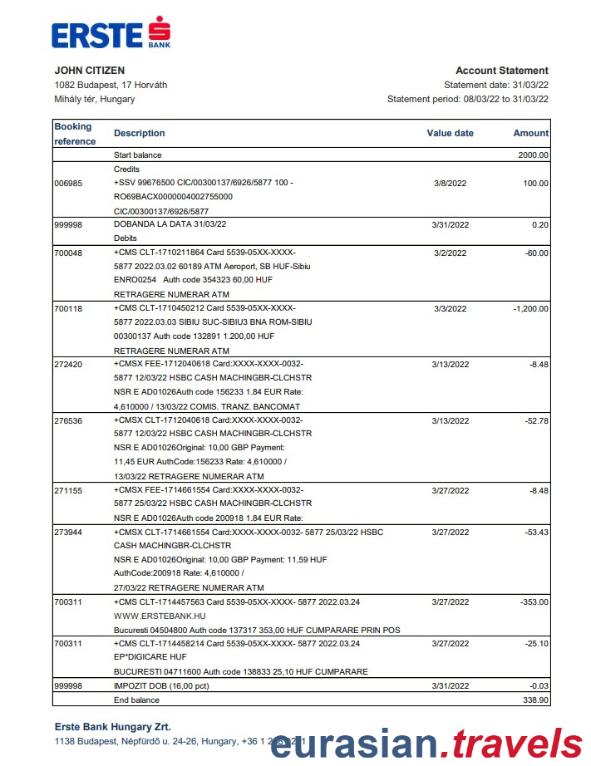 ERSTE
BANK
JOHN CITIZEN
1082 Budapest, 17 Horváth
Mihály tér, Hungary
Account Statement
Statement date: 31/03/22
Statement period: 08/03/22 to 31/03/22
Booking reference Description Value date Amount
Start balance 2000.00
Credits
006985 +SSV 99676500 CIC/00300137/6926/5877 100 - 3/8/2022 100.00
RO69BACX0000004002755000
CIC/00300137/6926/5877
999998 DOBANDA LA DATA 31/03/22 3/31/2022 0.20
Debits
700048 +CMS CLT-1710211864 Card 5539-05XX-XXXX- 3/2/2022 -60.00
5877 2022.03.02 60189 ATM Aeroport, SB HUF-Sibiu
ENRO0254 Auth code 354323 60,00 HUF
RETRAGERE NUMERAR ATM
700118 +CMS CLT-1710450212 Card 5539-05XX-XXXX- 3/3/2022 -1,200.00
5877 2022.03.03 SIBIU SUC-SIBIU3 BNA ROM-SIBIU
00300137 Auth code 132891 1.200,00 HUF
RETRAGERE NUMERAR ATM
272420 +CMSX FEE-1712040618 Card:XXXX-XXXX-0032- 3/13/2022 -8.48
5877 12/03/22 HSBC CASH MACHINGBR-CLCHSTR
NSR E AD01026Auth code 156233 1.84 EUR Rate:
4,610000 / 13/03/22 COMIS. TRANZ. BANCOMAT
276536 +CMSX CLT-1712040618 Card:XXXX-XXXX-0032- 3/13/2022 -52.78
5877 12/03/22 HSBC CASH MACHINGBR-CLCHSTR
NSR E AD01026Original: 10,00 GBP Payment:
11,45 EUR AuthCode:156233 Rate: 4,610000 /
13/03/22 RETRAGERE NUMERAR ATM
271155 +CMSX FEE-1714661554 Card:XXXX-XXXX-0032- 3/27/2022 -8.48
5877 25/03/22 HSBC CASH MACHINGBR-CLCHSTR
NSR E AD01026Auth code 200918 1.84 EUR Rate:
273944 +CMSX CLT-1714661554 Card:XXXX-XXXX-0032- 5877 25/03/22 HSBC 3/27/2022 -53.43
CASH MACHINGBR-CLCHSTR
NSR E AD01026Original: 10,00 GBP Payment: 11,59 HUF
AuthCode:200918 Rate: 4,610000 /
27/03/22 RETRAGERE NUMERAR ATM
700311 +CMS CLT-1714457563 Card 5539-05XX-XXXX- 5877 2022.03.24 3/27/2022 -353.00
WWW.ERSTEBANK.HU
Bucuresti 04504800 Auth code 137317 353,00 HUF CUMPARARE PRIN POS
700311 +CMS CLT-1714458214 Card 5539-05XX-XXXX- 5877 2022.03.24 3/27/2022 -25.10
EP*DIGICARE HUF
BUCURESTI 04711600 Auth code 138833 25,10 HUF CUMPARARE
999998 IMPOZIT DOB (16,00 pct) 3/31/2022 -0.03
End balance 338.90
Erste Bank Hungary Zrt.
1138 Budapest, Népfürdő u. 24-26, Hungary, +36 1
eurasian.travels